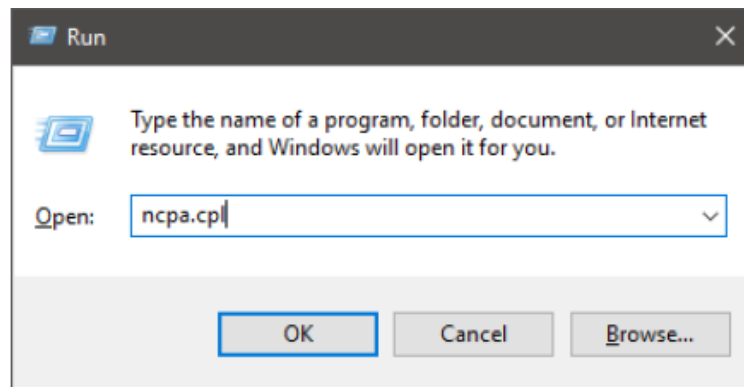 Run
Type the name of a program, folder, document, or Internet
resource, and Windows will open it for you.
Open: ncpa.cpl
OK Cancel Browse...